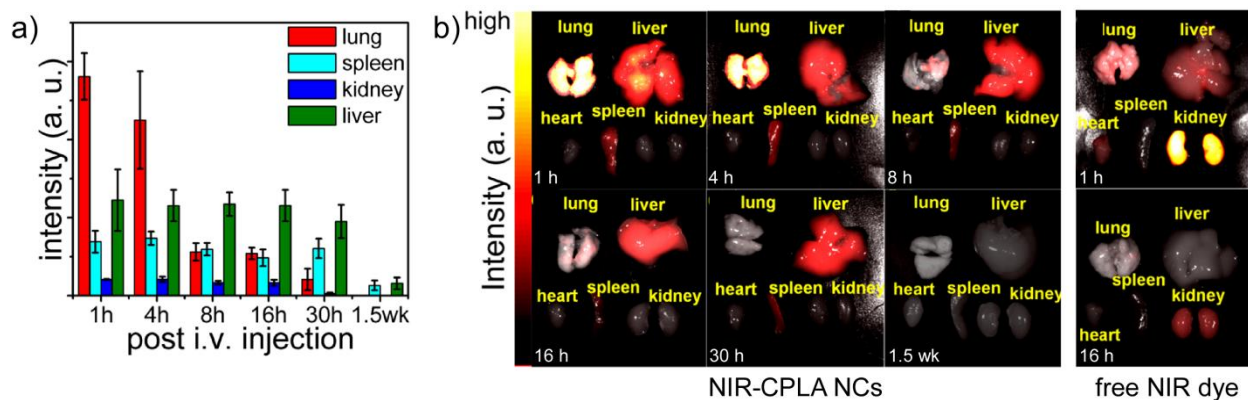 a)
intensity (a. u.)
lung
spleen
kidney
liver
1h 4h 8h 16h 30h 1.5wk
post i.v. injection
b)
high
Intensity (a. u.)
lung liver
heart spleen kidney
1 h
lung liver
heart spleen kidney
4 h
lung liver
heart spleen kidney
8 h
lung liver
heart spleen kidney
1 h
lung liver
heart spleen kidney
16 h
lung liver
heart spleen kidney
30 h
lung liver
heart spleen kidney
1.5 wk
lung liver
heart spleen kidney
16 h
NIR-CPLA NCs
free NIR dye